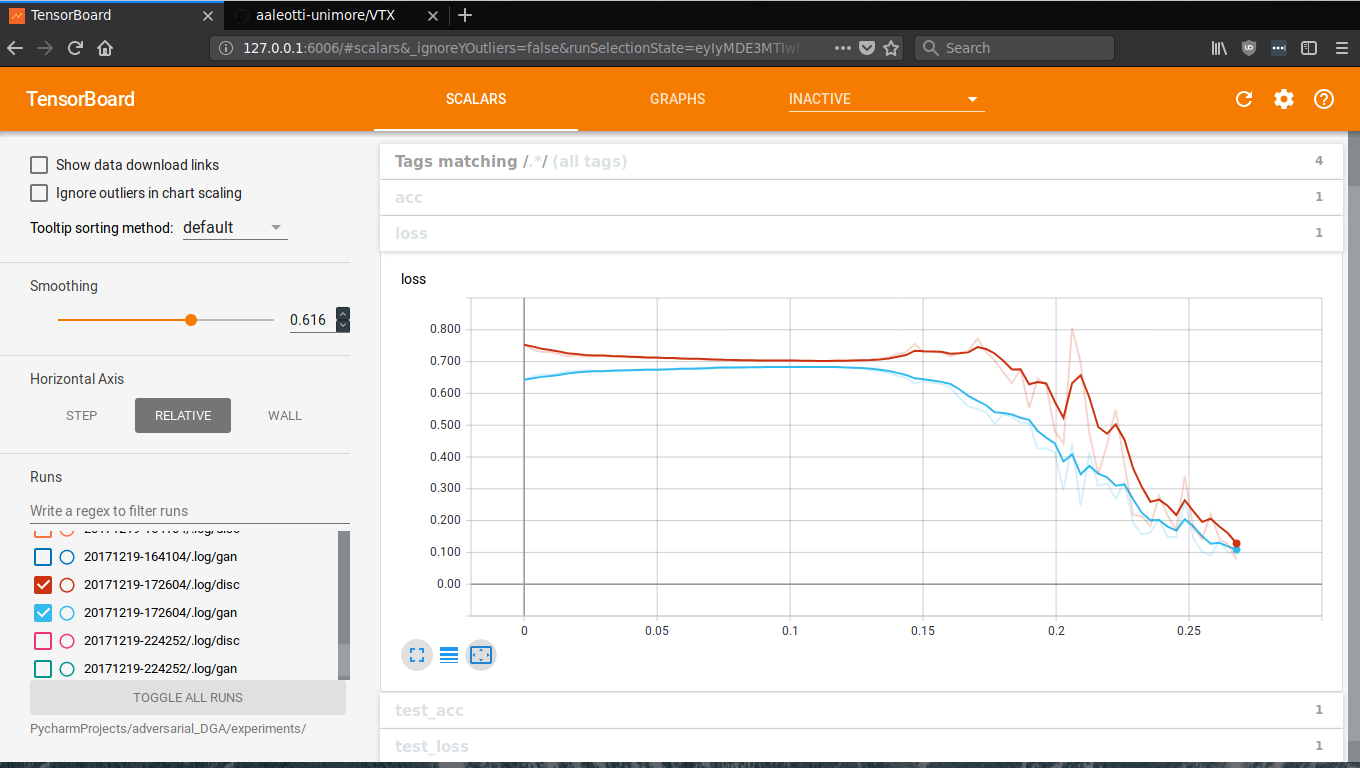 TensorBoard
aaleotti-unimore/VTX
127.0.0.1:6006/#scalars&_ignoreYOutliers=false&runSelectionState=eyIyMDE3MTIw
Search
TensorBoard
SCALARS
GRAPHS
INACTIVE
Show data download links
Ignore outliers in chart scaling
Tooltip sorting method: default
Smoothing
0.616
Horizontal Axis
STEP RELATIVE WALL
Runs
Write a regex to filter runs
20171219-164104/.log/gan
20171219-172604/.log/disc
20171219-172604/.log/gan
20171219-224252/.log/disc
20171219-224252/.log/gan
TOGGLE ALL RUNS
PycharmProjects/adversarial_DGA/experiments/
Tags matching /.*/ (all tags) 4
acc 1
loss 1
loss
0.800
0.700
0.600
0.500
0.400
0.300
0.200
0.100
0.00
0 0.05 0.1 0.15 0.2 0.25
test_acc 1
test_loss 1